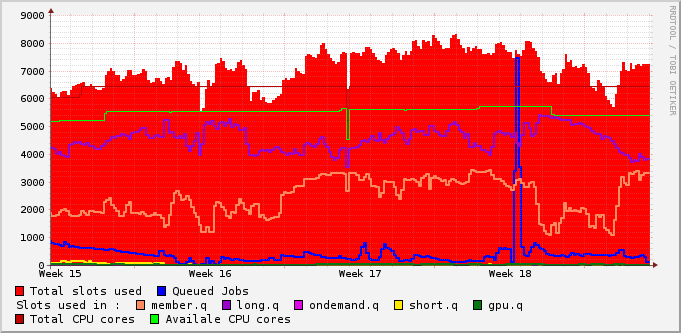 9000
8000
7000
6000
5000
4000
3000
2000
1000
0
Week 15 Week 16 Week 17 Week 18
RRDTOOL / TOBI OETIKER
Total slots used Queued Jobs
Slots used in : member.q long.q ondemand.q short.q gpu.q
Total CPU cores Availale CPU cores